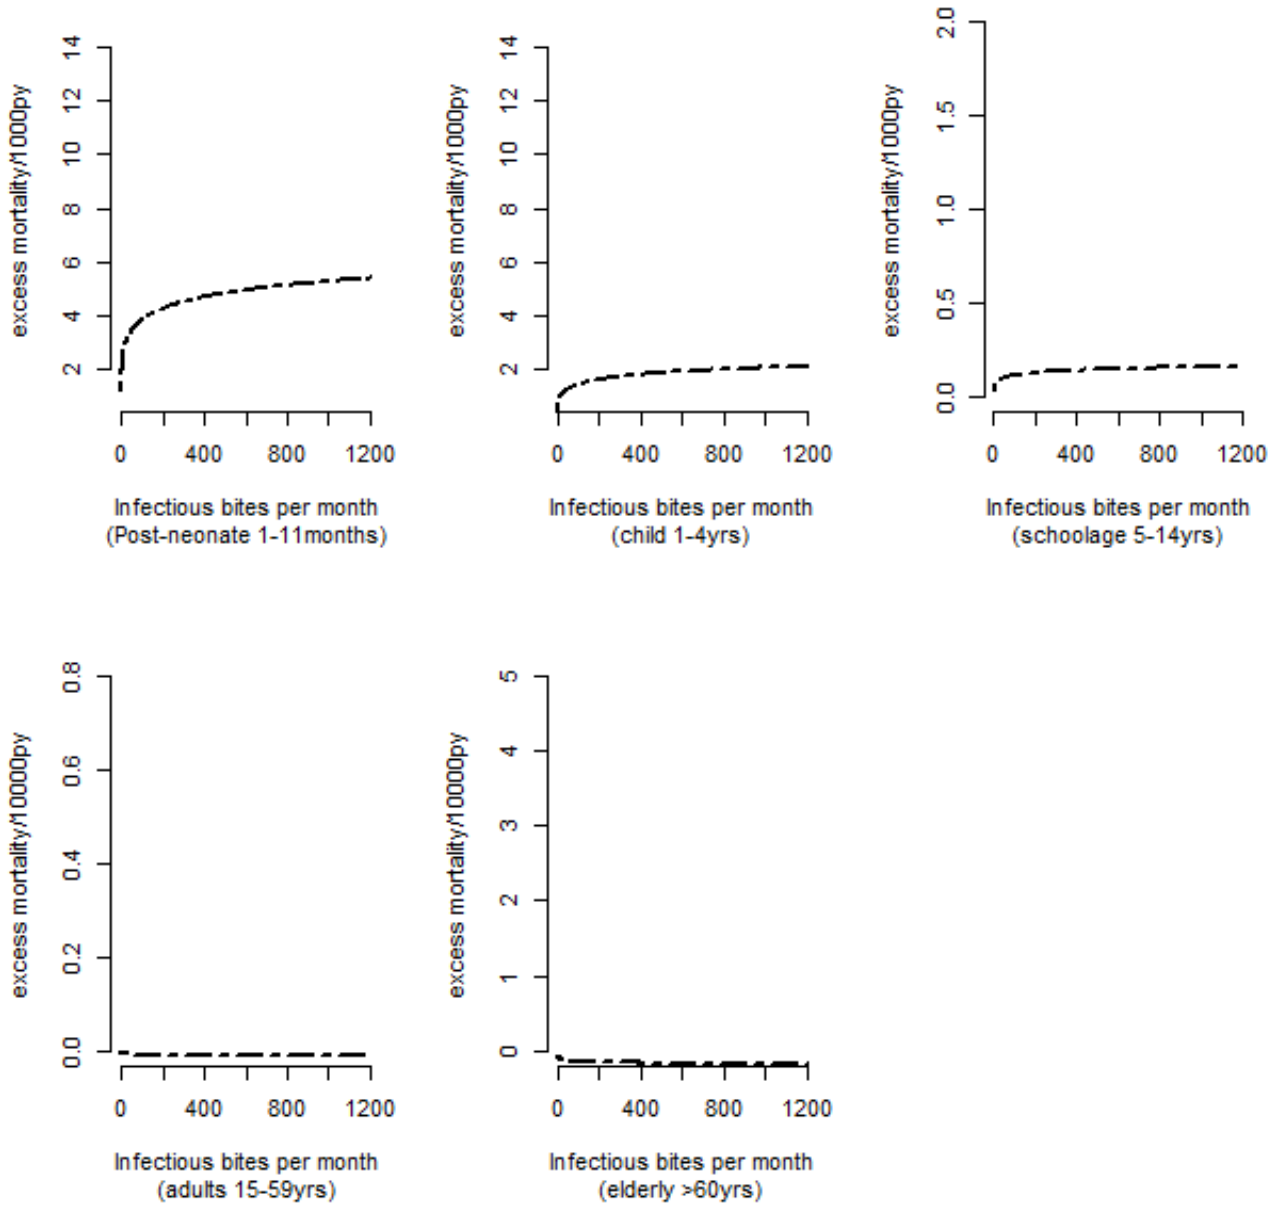 excess mortality/1000py
14
12
10
8
6
4
2
0 400 800 1200
Infectious bites per month
(Post-neonate 1-11months)
excess mortality/1000py
14
12
10
8
6
4
2
0 400 800 1200
Infectious bites per month
(child 1-4yrs)
excess mortality/1000py
2.0
1.5
1.0
0.5
0.0
0 400 800 1200
Infectious bites per month
(schoolage 5-14yrs)
excess mortality/10000py
0.8
0.6
0.4
0.2
0.0
0 400 800 1200
Infectious bites per month
(adults 15-59yrs)
excess mortality/10000py
5
4
3
2
1
0
0 400 800 1200
Infectious bites per month
(elderly >60yrs)